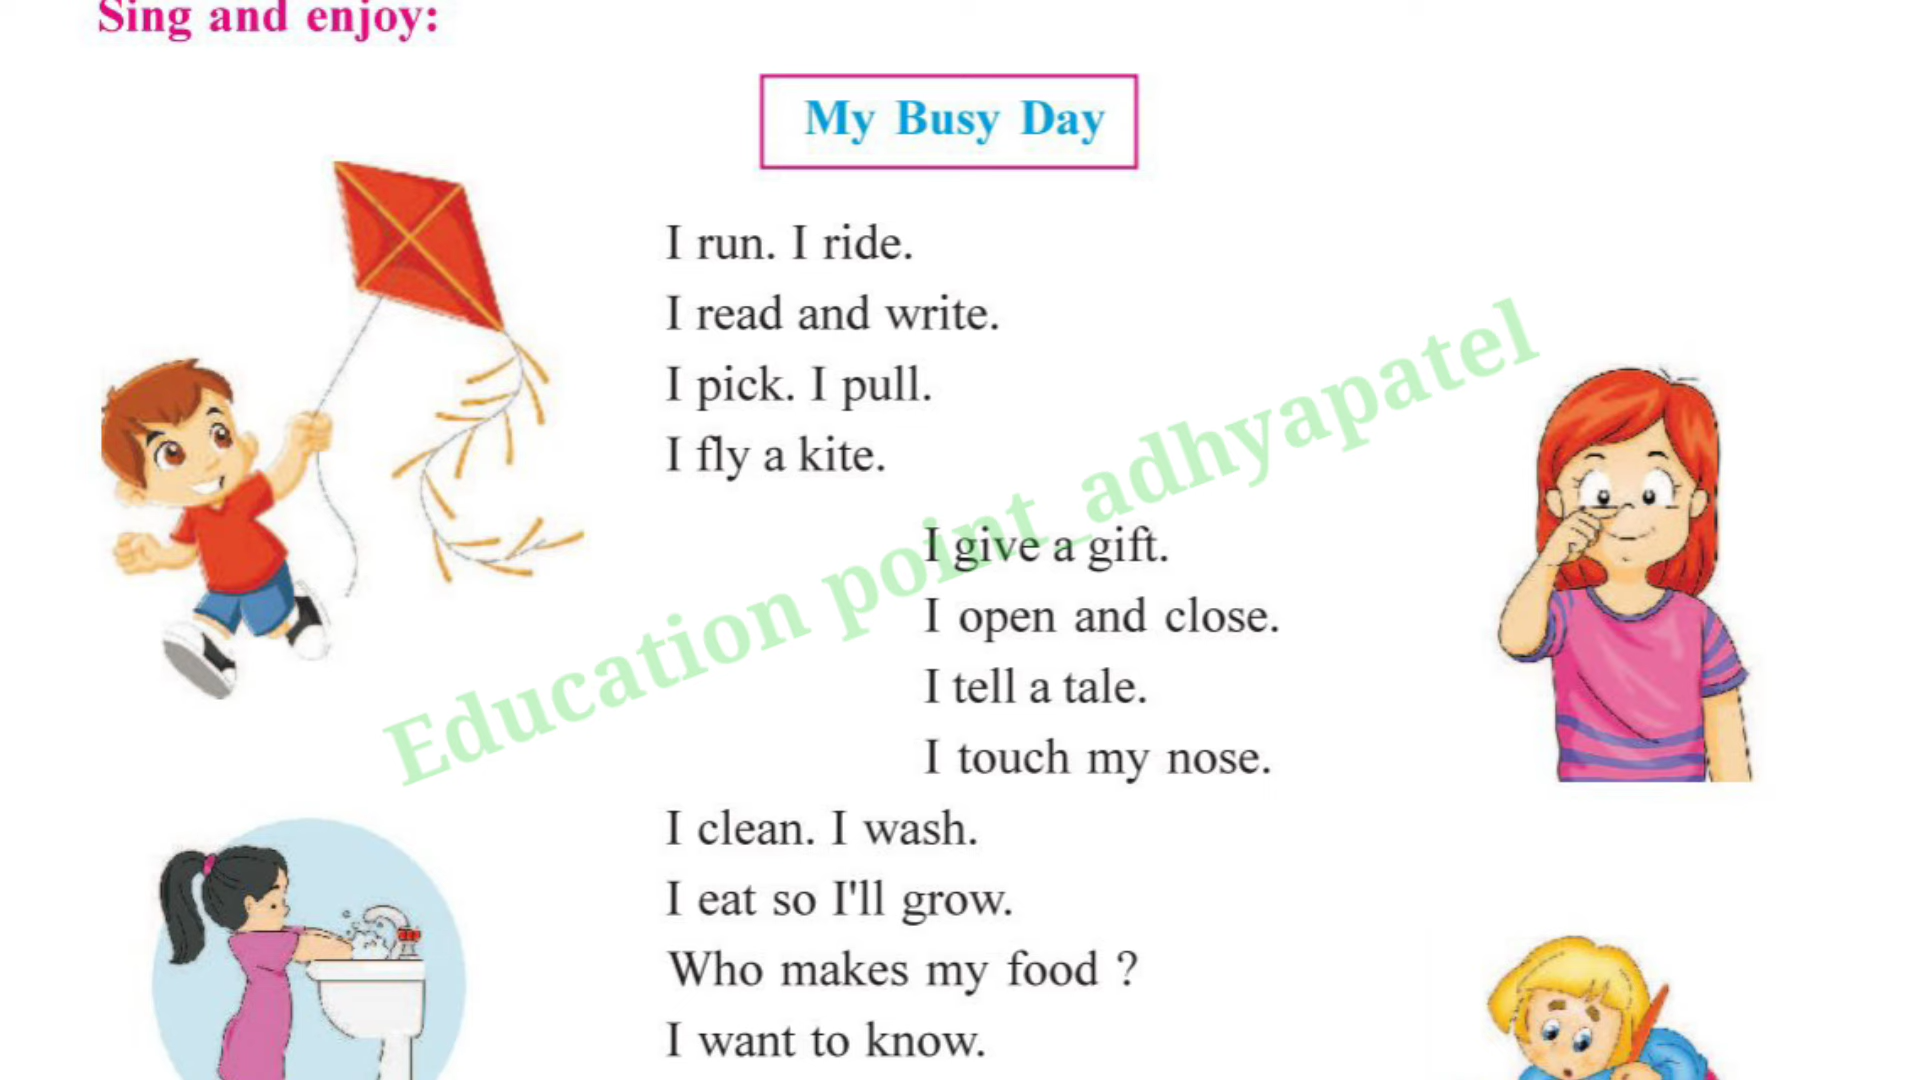 Sing and enjoy:
My Busy Day
I run. I ride.
I read and write.
I pick. I pull.
I fly a kite.
I give a gift.
I open and close.
I tell a tale.
I touch my nose.
I clean. I wash.
I eat so I'll grow.
Who makes my food ?
I want to know.
Education point_adhyapatel